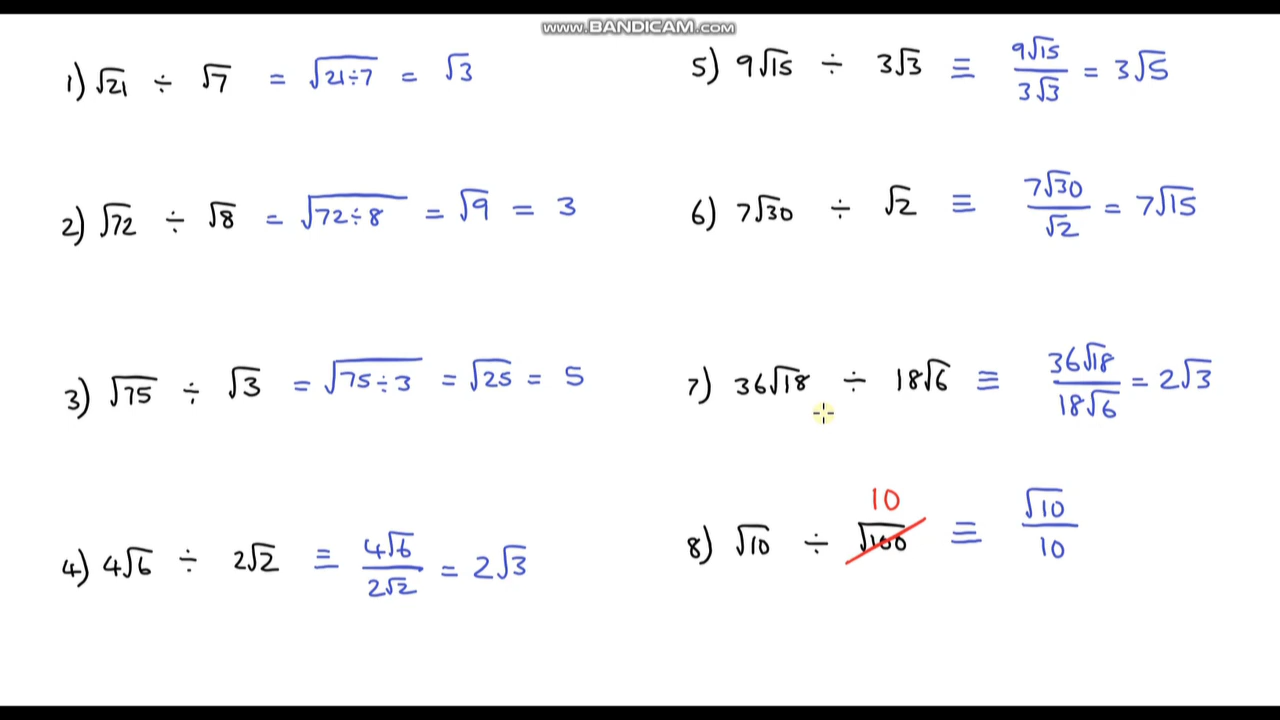 www.BANDICAM.com
1) √21 ÷ √7 = √21÷7 = √3
2) √72 ÷ √8 = √72÷8 = √9 = 3
3) √75 ÷ √3 = √75÷3 = √25 = 5
4) 4√6 ÷ 2√2 ≡ 4√6/2√2 = 2√3
5) 9√15 ÷ 3√3 ≡ 9√15/3√3 = 3√5
6) 7√30 ÷ √2 ≡ 7√30/√2 = 7√15
7) 36√18 ÷ 18√6 ≡ 36√18/18√6 = 2√3
10
8) √10 ÷ √100 ≡ √10/10